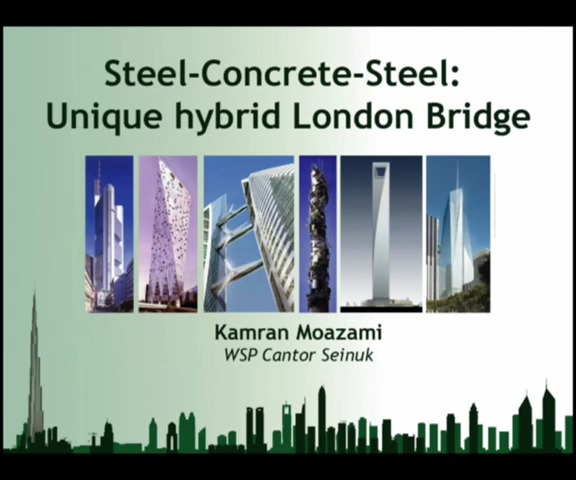 Steel-Concrete-Steel:
Unique hybrid London Bridge
Kamran Moazami
WSP Cantor Seinuk